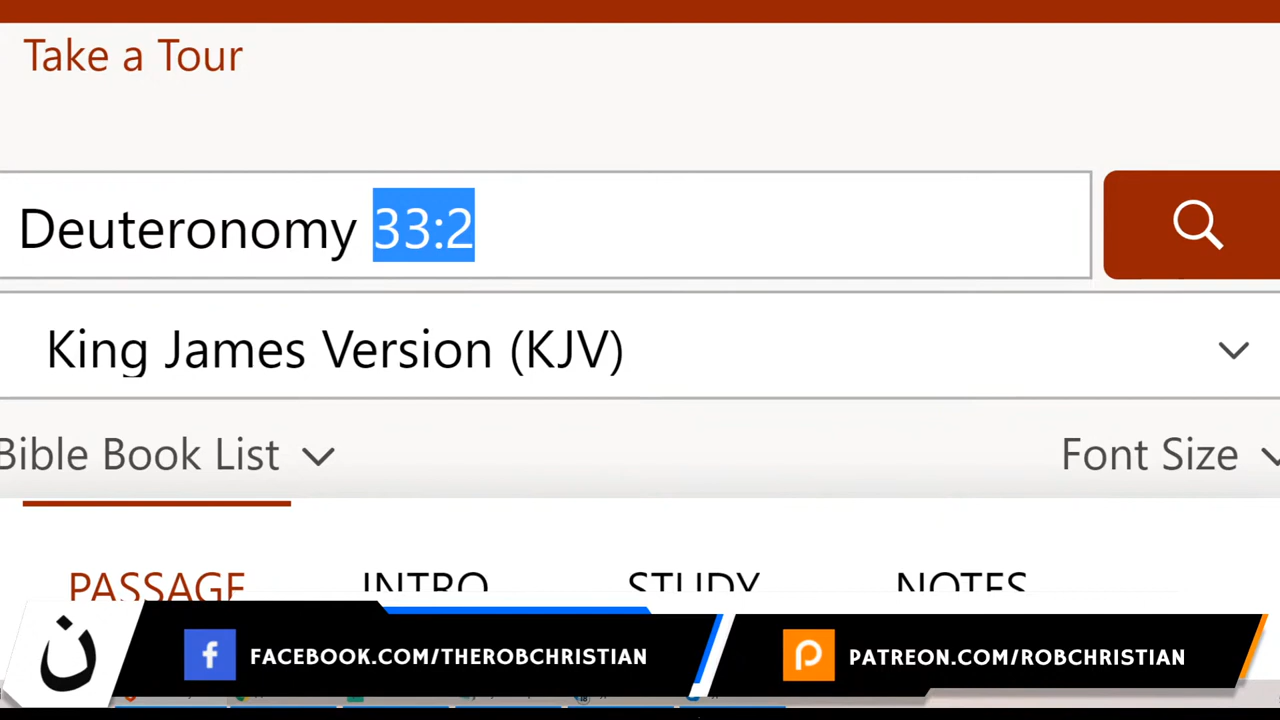 Take a Tour
Deuteronomy 33:2
King James Version (KJV)
Bible Book List
Font Size
PASSAGE INTRO STUDY NOTES
ن
f FACEBOOK.COM/THEROBCHRISTIAN
PATREON.COM/ROBCHRISTIAN